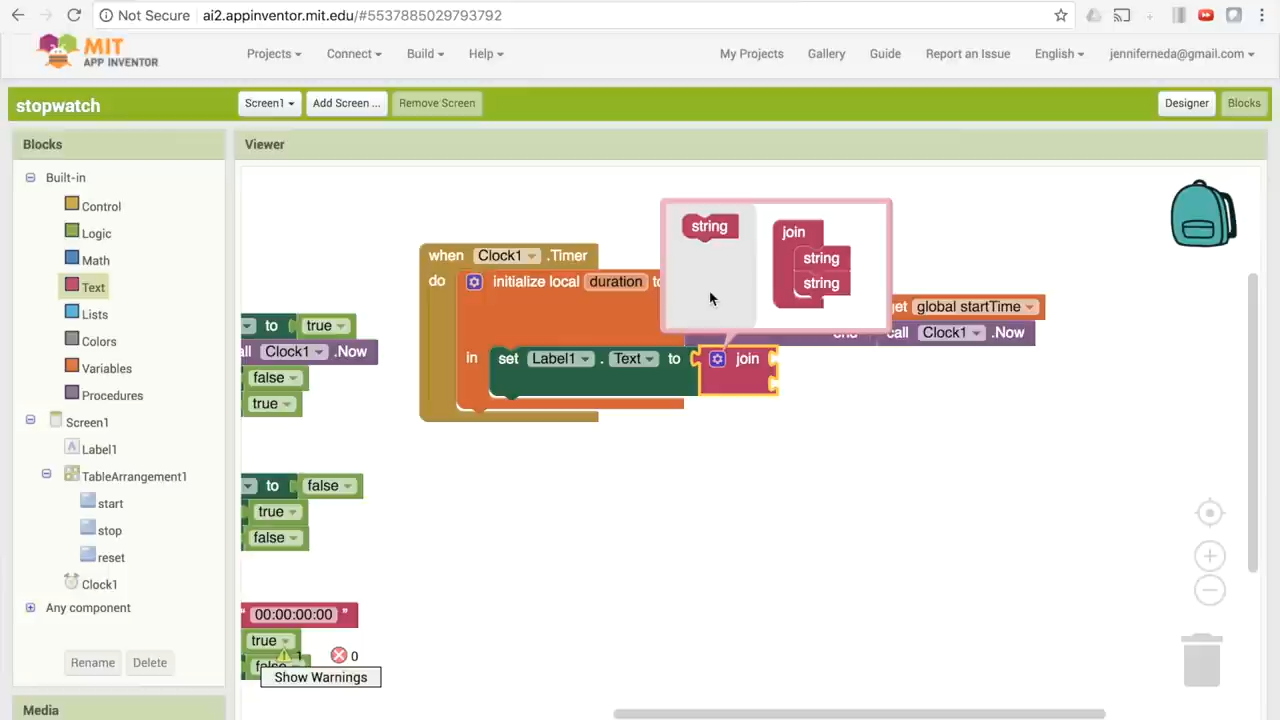 Not Secure
ai2.appinventor.mit.edu/#5537885029793792
MIT
APP INVENTOR
Projects
Connect
Build
Help
My Projects
Gallery
Guide
Report an Issue
English
jenniferneda@gmail.com
stopwatch
Screen1
Add Screen ...
Remove Screen
Designer
Blocks
Blocks
Built-in
Control
Logic
Math
Text
Lists
Colors
Variables
Procedures
Screen1
A Label1
TableArrangement1
start
stop
reset
Clock1
Any component
Rename
Delete
Media
Viewer
to true
Clock1 .Now
false
true
to false
true
false
" 00:00:00:00 "
true
1
0
Show Warnings
when Clock1 .Timer
do initialize local duration
in set Label1 . Text to join
global startTime
call Clock1 .Now
string
join
string
string